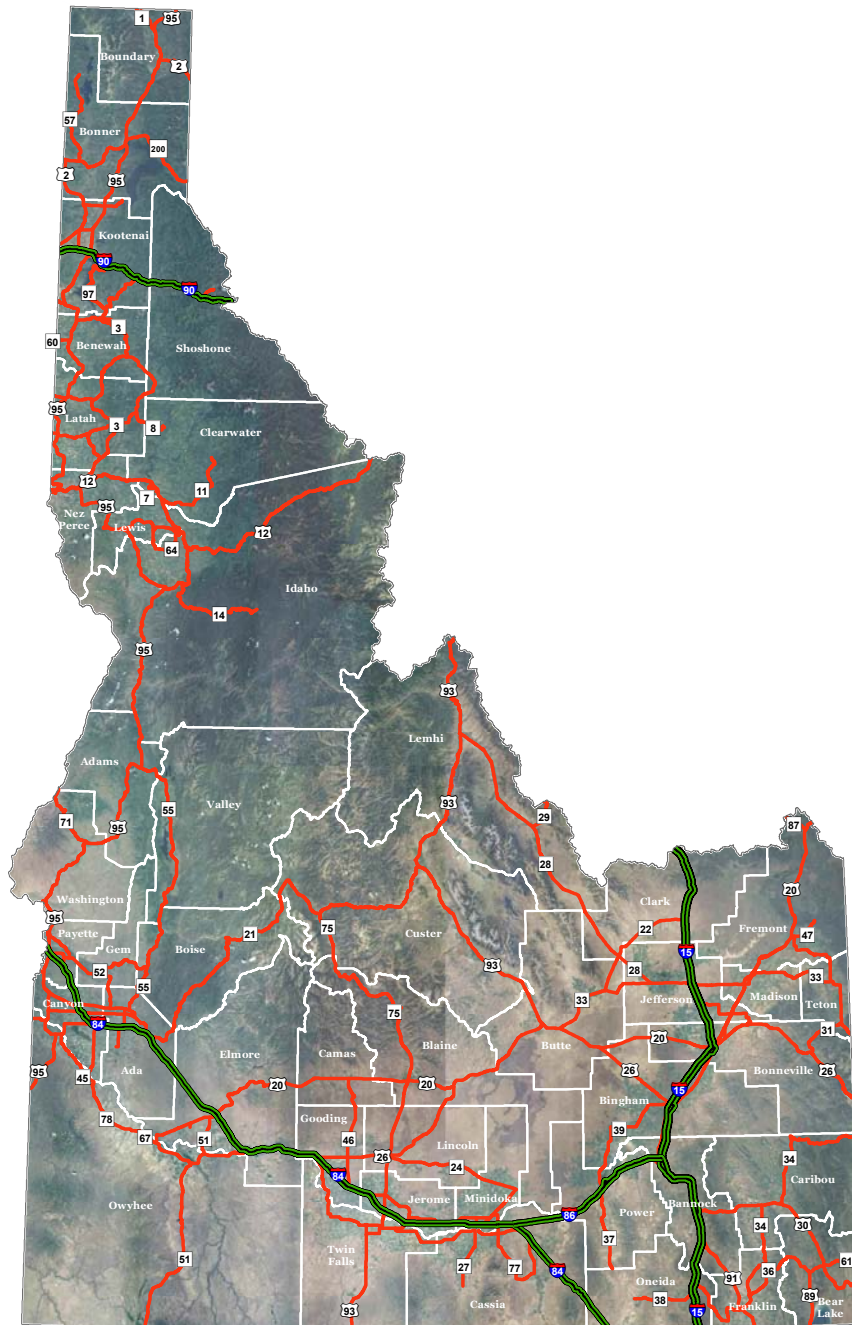 1
95
Boundary
2
57
Bonner
200
2
95
Kootenai
90
90
97
3
60
Benewah
Shoshone
95
Latah
3
8
Clearwater
12
11
7
95
Nez
Perce
Lewis
12
64
Idaho
14
95
93
Lemhi
Adams
93
Valley
55
29
71
95
87
28
20
Washington
Clark
95
Payette
22
Fremont
Gem
Boise
21
75
Custer
47
15
52
93
28
33
55
33
Jefferson
Madison
Teton
Canyon
75
84
31
Butte
20
Elmore
Camas
Blaine
Ada
95
26
Bonneville
26
45
20
20
15
Bingham
78
Gooding
39
67
51
46
Lincoln
26
24
34
84
Caribou
Jerome
Minidoka
Owyhee
Bannock
86
Power
34
30
37
Twin
Falls
51
27
77
84
36
61
Oneida
91
89
38
Cassia
93
15
Franklin
Bear
Lake